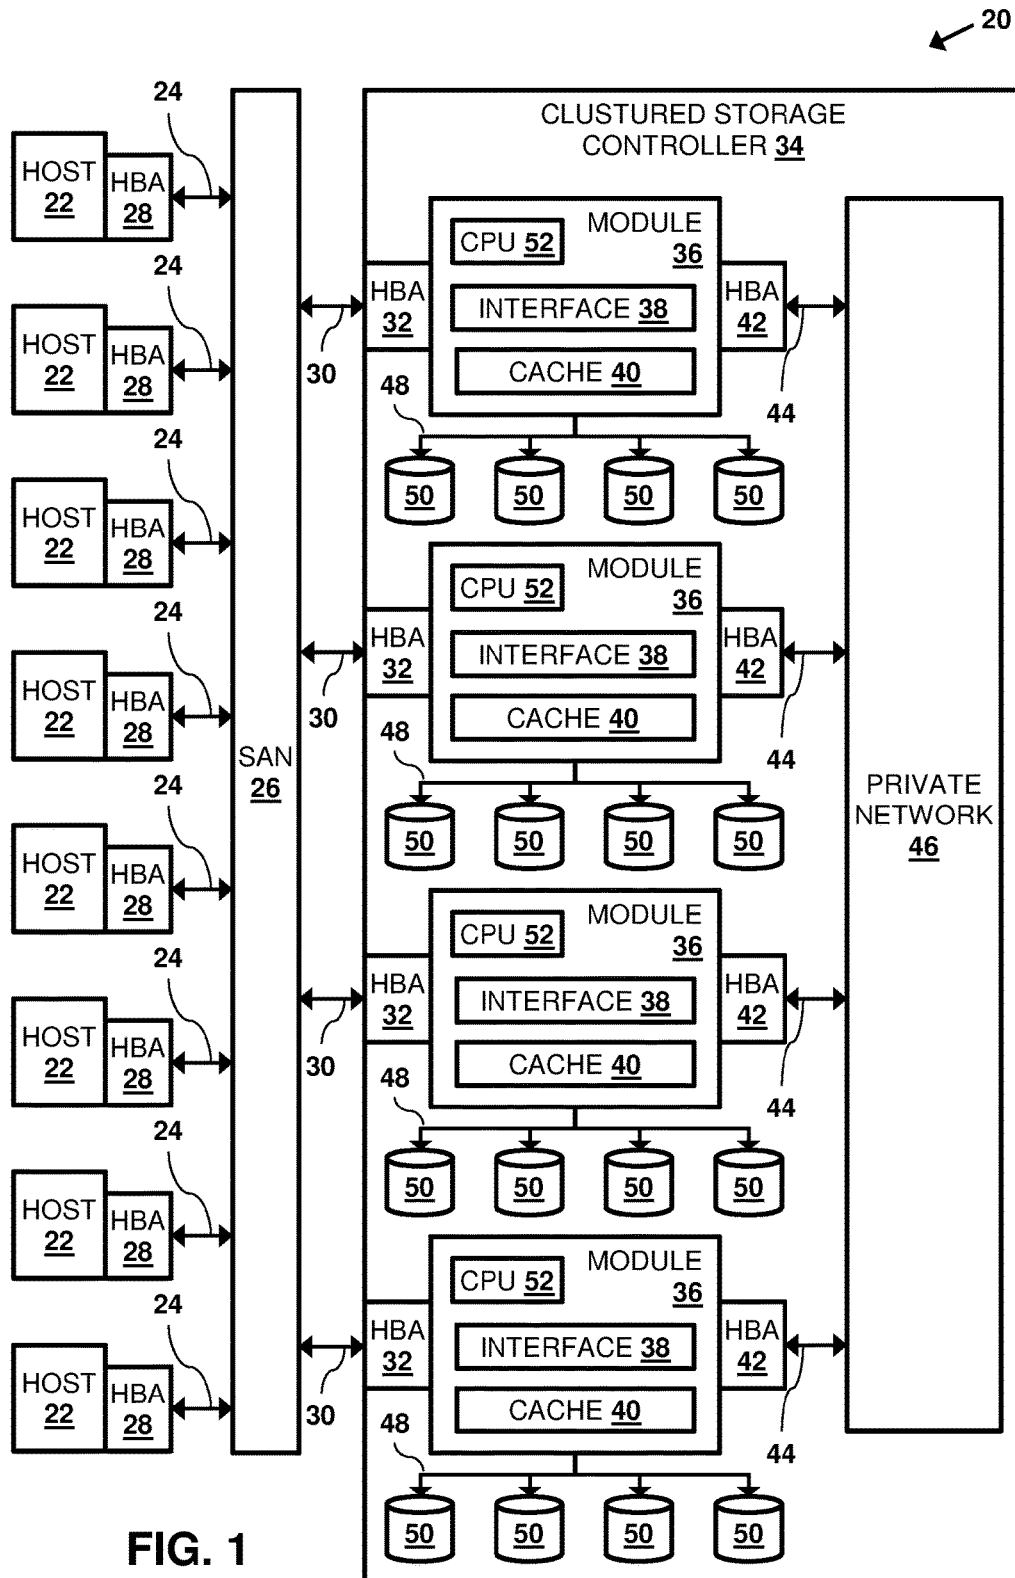 20
24
CLUSTURED STORAGE
CONTROLLER 34
HOST
22
HBA
28
24
HOST
22
HBA
28
24
HOST
22
HBA
28
24
HOST
22
HBA
28
24
HOST
22
HBA
28
24
HOST
22
HBA
28
24
HOST
22
HBA
28
24
HOST
22
HBA
28
SAN
26
30
HBA
32
CPU 52
MODULE
36
INTERFACE 38
CACHE 40
HBA
42
44
48
50 50 50 50
30
HBA
32
CPU 52
MODULE
36
INTERFACE 38
CACHE 40
HBA
42
44
48
50 50 50 50
30
HBA
32
CPU 52
MODULE
36
INTERFACE 38
CACHE 40
HBA
42
44
48
50 50 50 50
30
HBA
32
CPU 52
MODULE
36
INTERFACE 38
CACHE 40
HBA
42
44
48
50 50 50 50
PRIVATE
NETWORK
46
FIG. 1